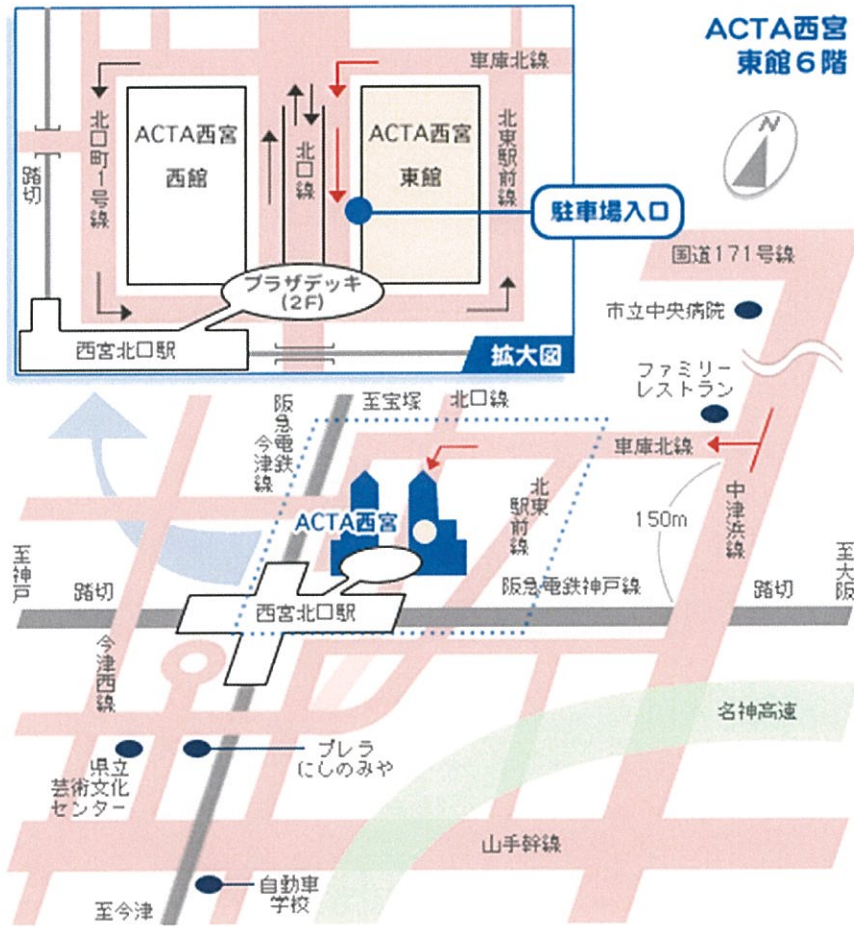 ACTA西宮
東館6階
N
車庫北線
北口町1号線
ACTA西宮
西館
北口線
ACTA西宮
東館
北東駅前線
踏切
駐車場入口
プラザデッキ
(2F)
西宮北口駅
拡大図
国道171号線
市立中央病院
ファミリー
レストラン
阪急電鉄
今津線
至宝塚
北口線
車庫北線
中津浜線
北東
駅前線
ACTA西宮
150m
至神戸
踏切
西宮北口駅
阪急電鉄神戸線
踏切
至大阪
今津西線
名神高速
県立
芸術文化
センター
プレラ
にしのみや
山手幹線
自動車
学校
至今津